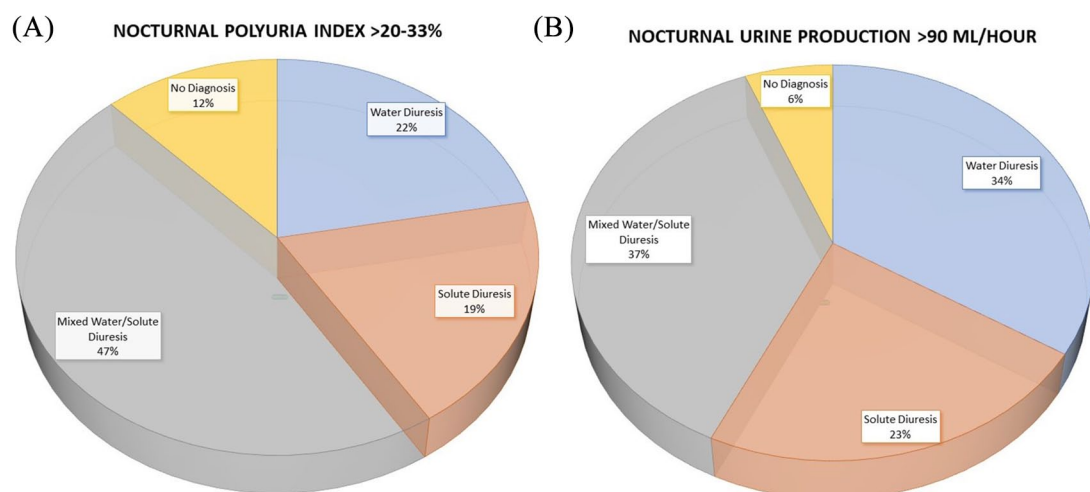 (A)
NOCTURNAL POLYURIA INDEX >20-33%
No Diagnosis
12%
Water Diuresis
22%
Solute Diuresis
19%
Mixed Water/Solute
Diuresis
47%
(B)
NOCTURNAL URINE PRODUCTION >90 ML/HOUR
No Diagnosis
6%
Water Diuresis
34%
Mixed Water/Solute
Diuresis
37%
Solute Diuresis
23%